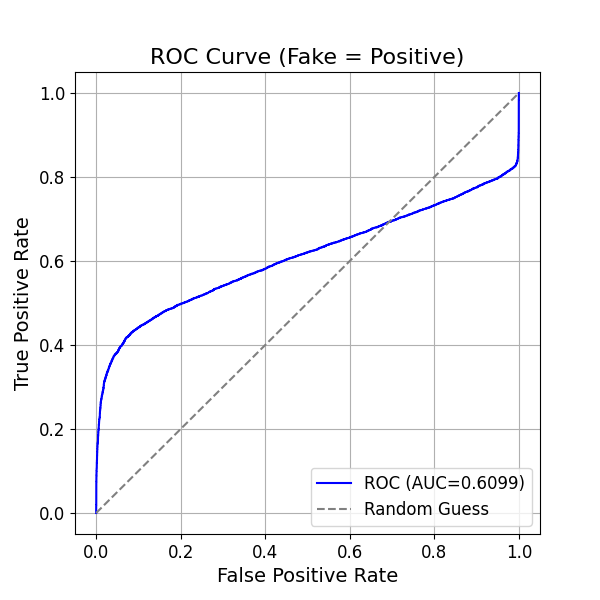 ROC Curve (Fake = Positive)
True Positive Rate
1.0
0.8
0.6
0.4
0.2
0.0
ROC (AUC=0.6099)
Random Guess
0.0 0.2 0.4 0.6 0.8 1.0
False Positive Rate